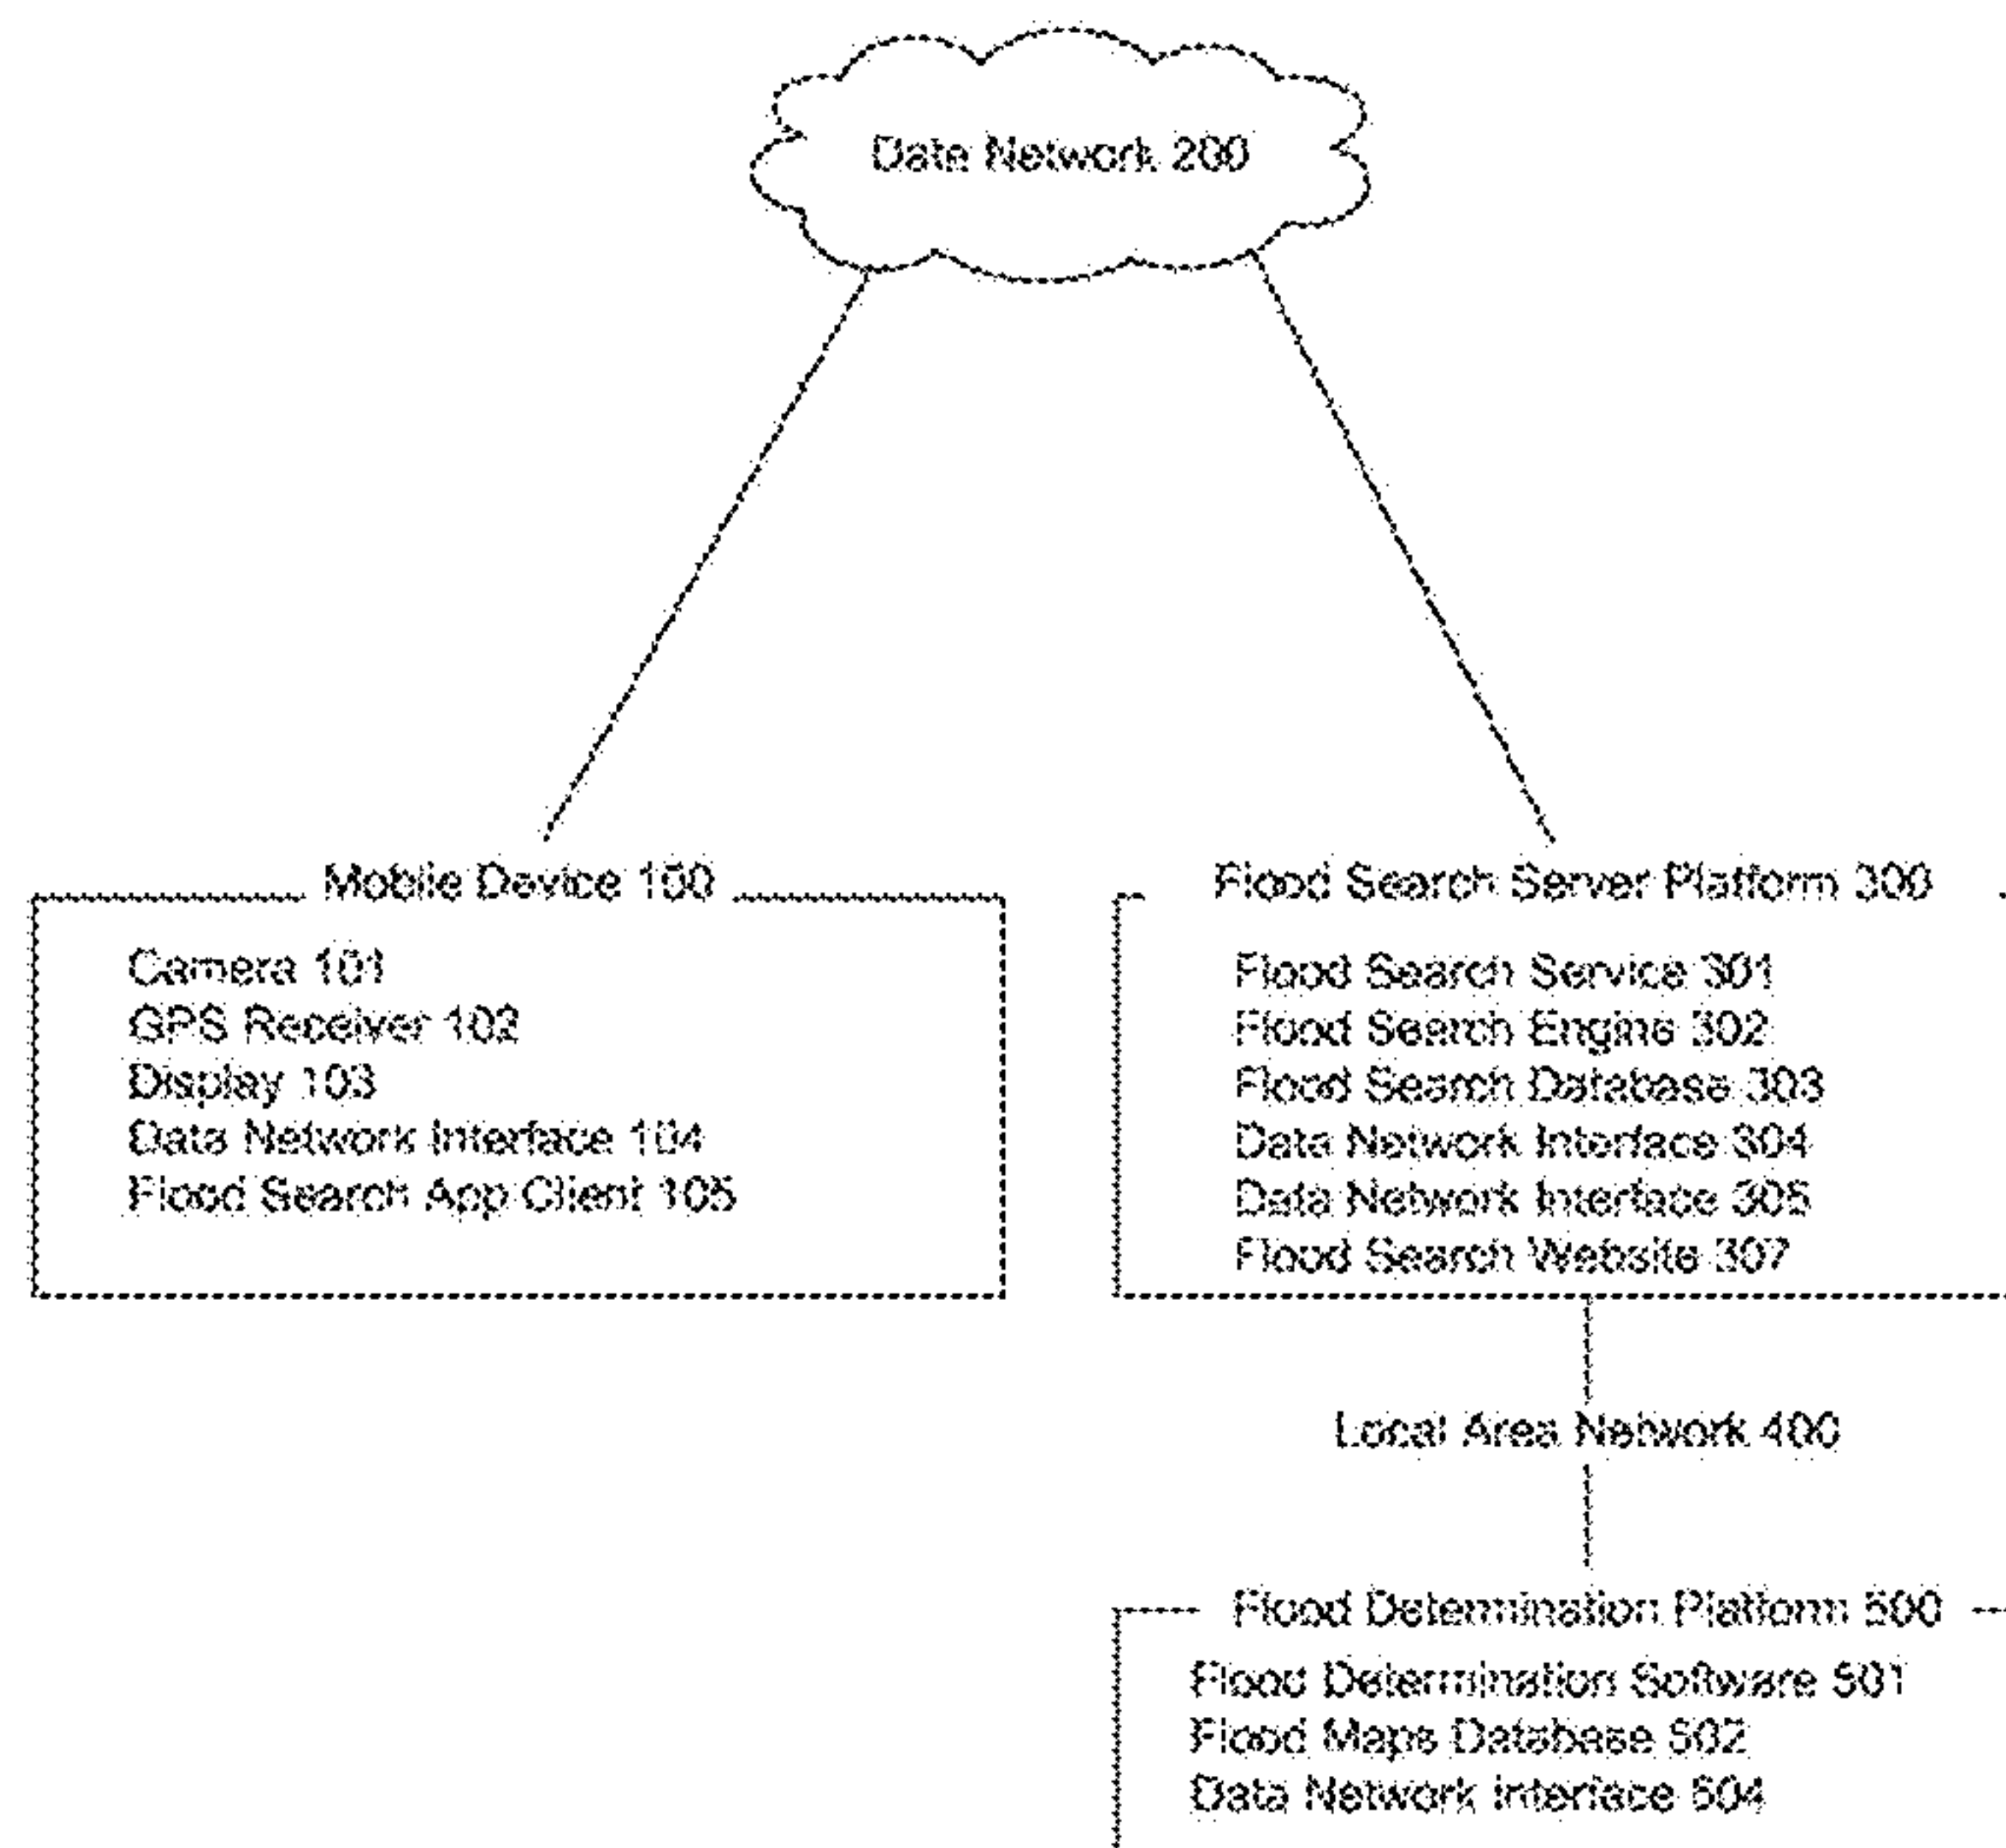 Date Network 200
Mobile Device 100
Camera 101
GPS Receiver 102
Display 103
Data Network Interface 104
Flood Search App Client 105
Flood Search Server Platform 300
Flood Search Service 301
Flood Search Engine 302
Flood Search Database 303
Data Network Interface 304
Data Network Interface 305
Flood Search Website 307
Local Area Network 400
Flood Determination Platform 500
Flood Determination Software 501
Flood Maps Database 502
Data Network Interface 504